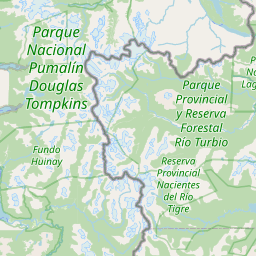 Parque
Nacional
Pumalín
Douglas
Tompkins
Parque
Provincial
y Reserva
Forestal
Río Turbio
Fundo
Huinay
Reserva
Provincial
Nacientes
del Río
Tigre